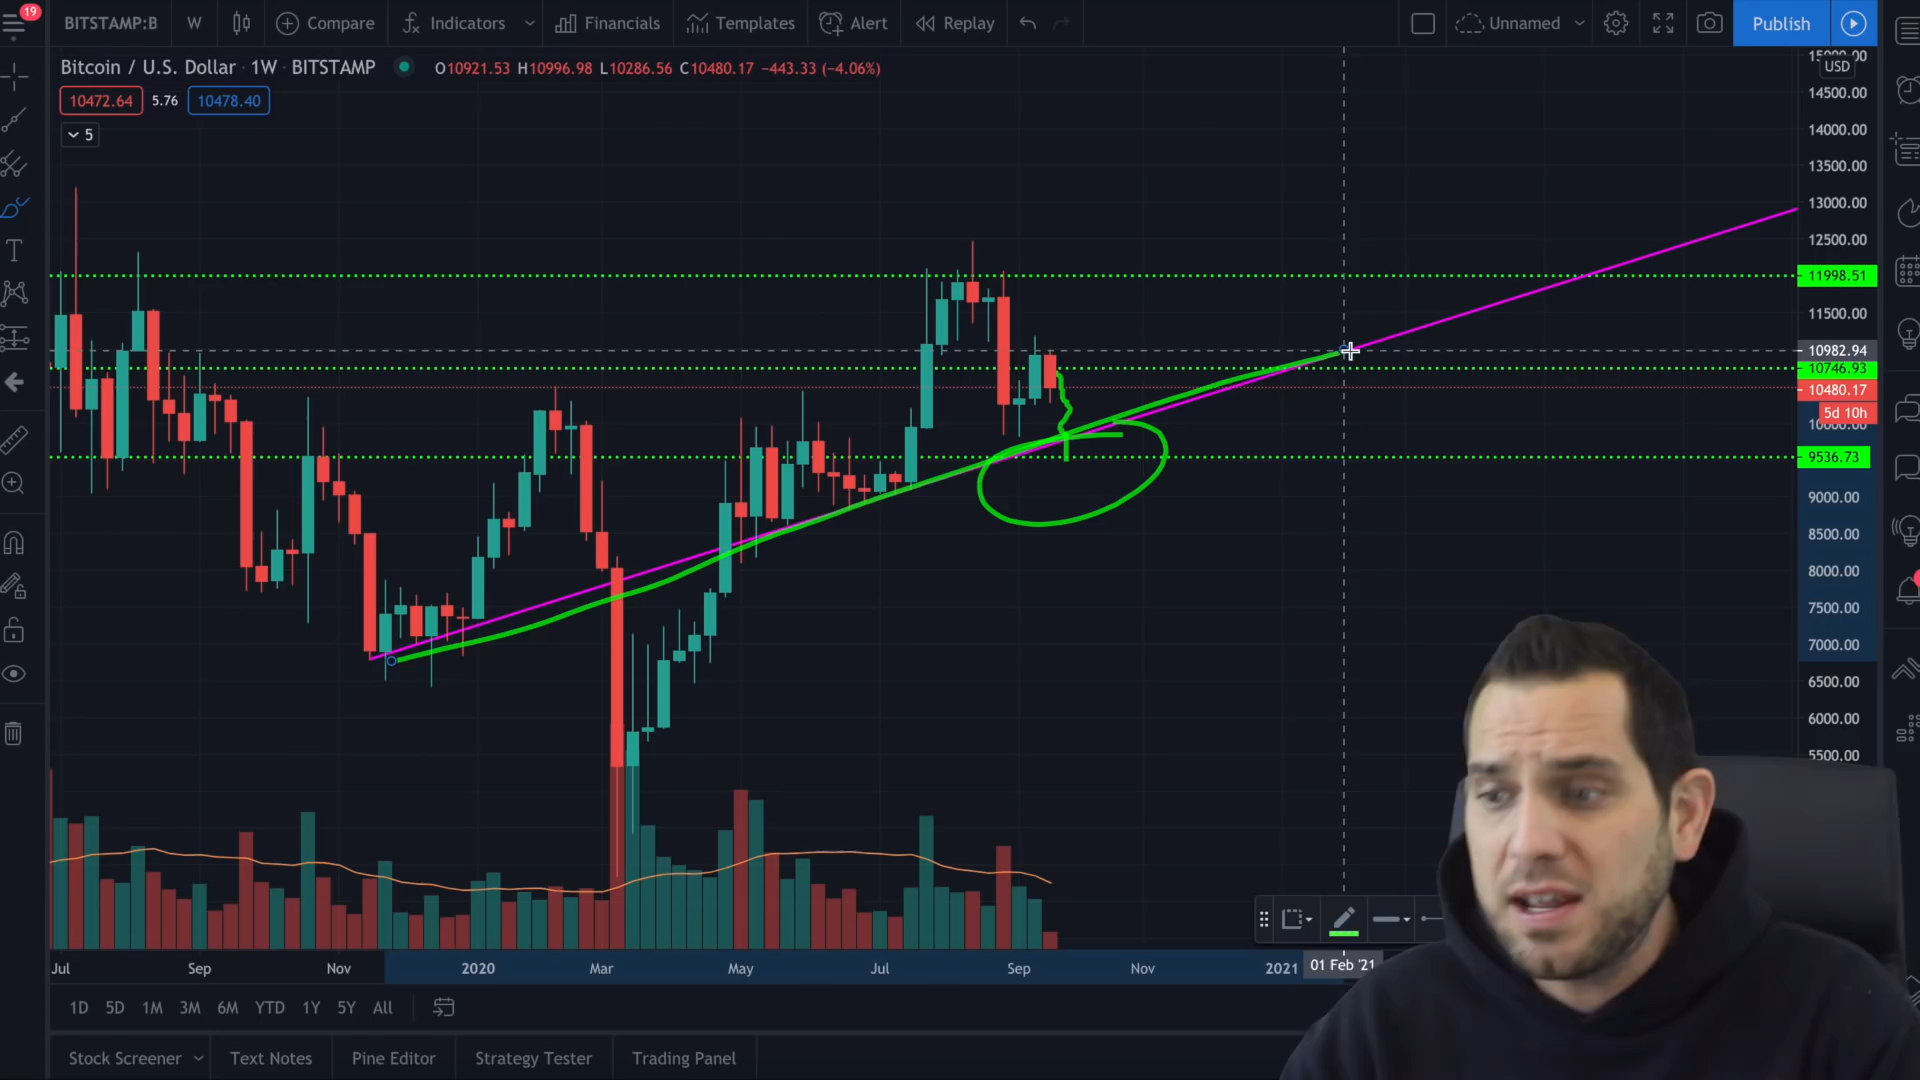 19
BITSTAMP:B W Compare Indicators Financials Templates Alert Replay Unnamed Publish
Bitcoin / U.S. Dollar · 1W · BITSTAMP O10921.53 H10996.98 L10286.56 C10480.17 −443.33 (−4.06%)
10472.64 5.76 10478.40
5
USD
14500.00
14000.00
13500.00
13000.00
12500.00
11998.51
11500.00
10982.94
10746.93
10480.17
5d 10h
9536.73
9000.00
8500.00
8000.00
7500.00
7000.00
6500.00
6000.00
5500.00
Jul Sep Nov 2020 Mar May Jul Sep Nov 2021 01 Feb '21
1D 5D 1M 3M 6M YTD 1Y 5Y All
Stock Screener Text Notes Pine Editor Strategy Tester Trading Panel